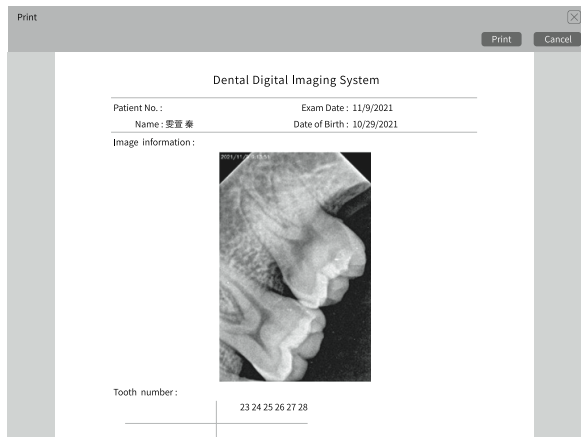 Print
Print Cancel
Dental Digital Imaging System
Patient No. : Exam Date : 11/9/2021
Name : 雯萱 秦 Date of Birth : 10/29/2021
Image information :
Tooth number :
23 24 25 26 27 28